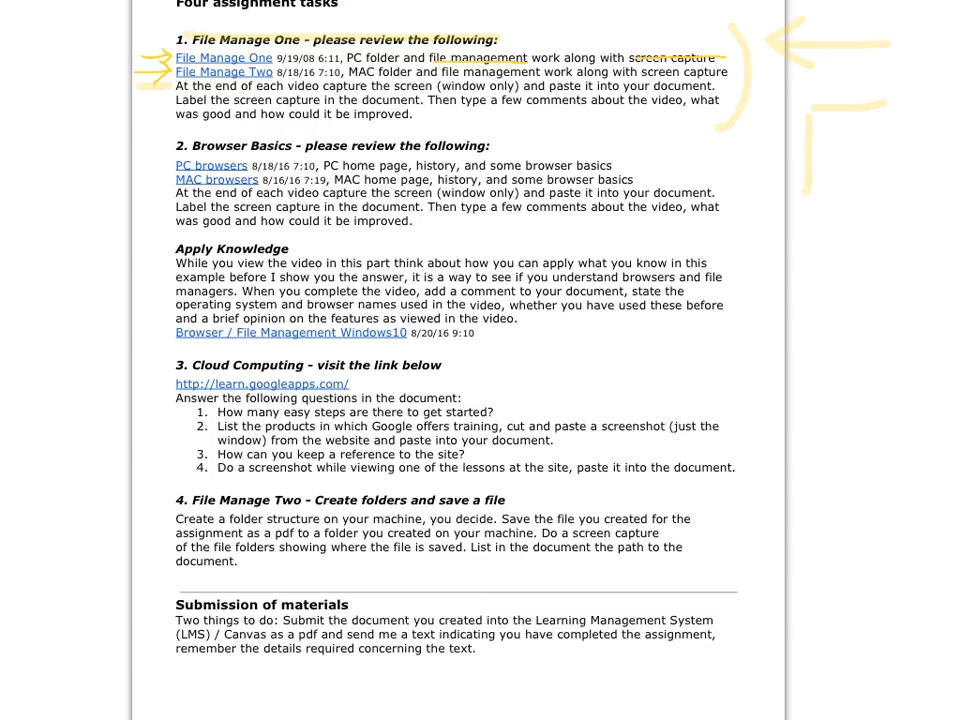 Four assignment tasks
1. File Manage One - please review the following:
File Manage One 9/19/08 6:11, PC folder and file management work along with screen capture
File Manage Two 8/18/16 7:10, MAC folder and file management work along with screen capture
At the end of each video capture the screen (window only) and paste it into your document.
Label the screen capture in the document. Then type a few comments about the video, what
was good and how could it be improved.
2. Browser Basics - please review the following:
PC browsers 8/18/16 7:10, PC home page, history, and some browser basics
MAC browsers 8/16/16 7:19, MAC home page, history, and some browser basics
At the end of each video capture the screen (window only) and paste it into your document.
Label the screen capture in the document. Then type a few comments about the video, what
was good and how could it be improved.
Apply Knowledge
While you view the video in this part think about how you can apply what you know in this
example before I show you the answer, it is a way to see if you understand browsers and file
managers. When you complete the video, add a comment to your document, state the
operating system and browser names used in the video, whether you have used these before
and a brief opinion on the features as viewed in the video.
Browser / File Management Windows10 8/20/16 9:10
3. Cloud Computing - visit the link below
http://learn.googleapps.com/
Answer the following questions in the document:
1. How many easy steps are there to get started?
2. List the products in which Google offers training, cut and paste a screenshot (just the
window) from the website and paste into your document.
3. How can you keep a reference to the site?
4. Do a screenshot while viewing one of the lessons at the site, paste it into the document.
4. File Manage Two - Create folders and save a file
Create a folder structure on your machine, you decide. Save the file you created for the
assignment as a pdf to a folder you created on your machine. Do a screen capture
of the file folders showing where the file is saved. List in the document the path to the
document.
Submission of materials
Two things to do: Submit the document you created into the Learning Management System
(LMS) / Canvas as a pdf and send me a text indicating you have completed the assignment,
remember the details required concerning the text.